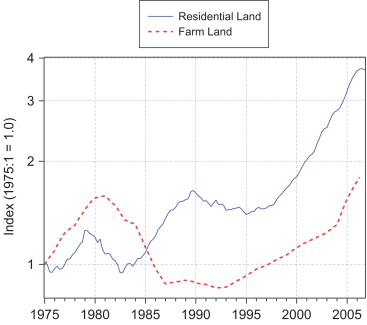 Residential Land
Farm Land
Index (1975:1 = 1.0)
4
3
2
1
1975 1980 1985 1990 1995 2000 2005